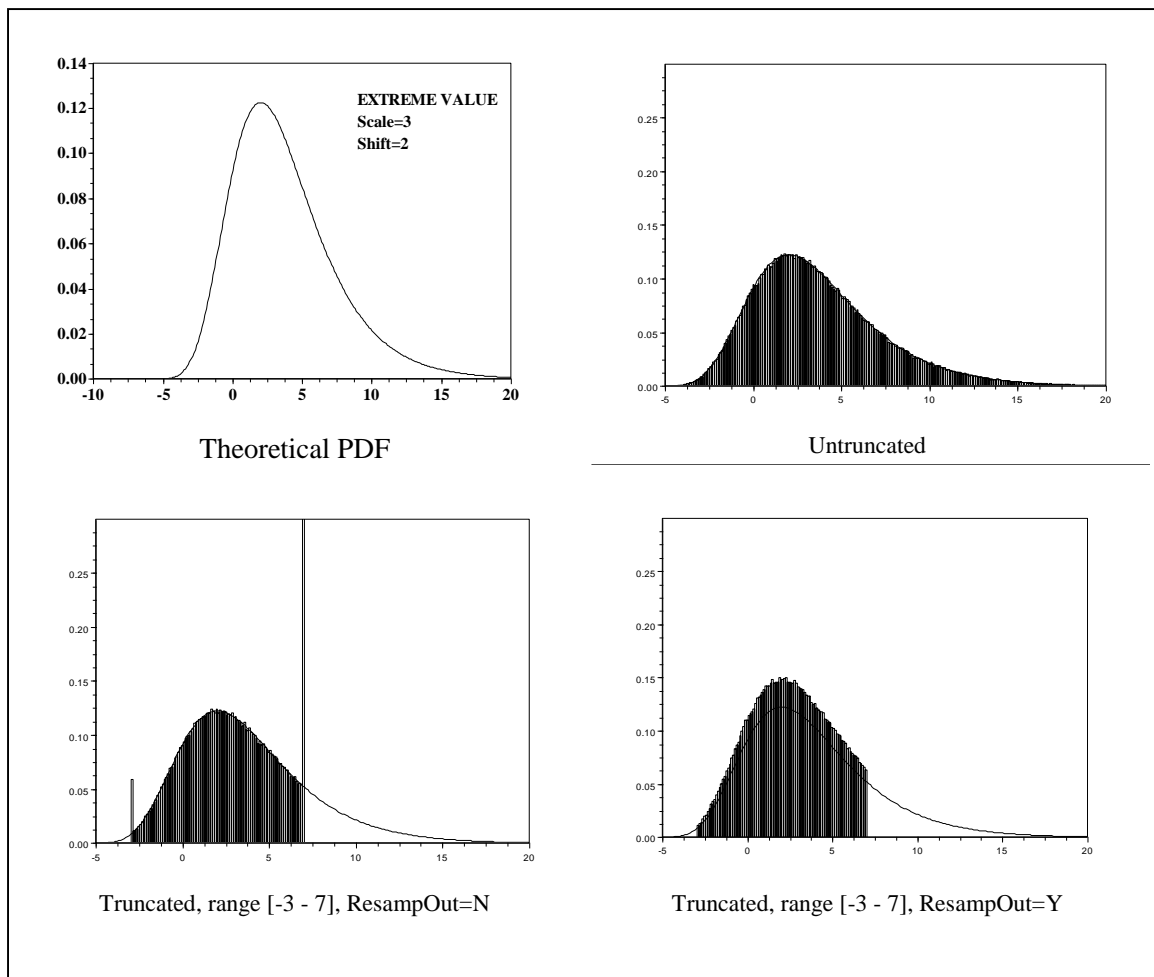 0.14
0.12
0.10
0.08
0.06
0.04
0.02
0.00
-10 -5 0 5 10 15 20
EXTREME VALUE
Scale=3
Shift=2
Theoretical PDF
0.25
0.20
0.15
0.10
0.05
0.00
-5 0 5 10 15 20
Untruncated
0.25
0.20
0.15
0.10
0.05
0.00
-5 0 5 10 15 20
Truncated, range [-3 - 7], ResampOut=N
0.25
0.20
0.15
0.10
0.05
0.00
-5 0 5 10 15 20
Truncated, range [-3 - 7], ResampOut=Y